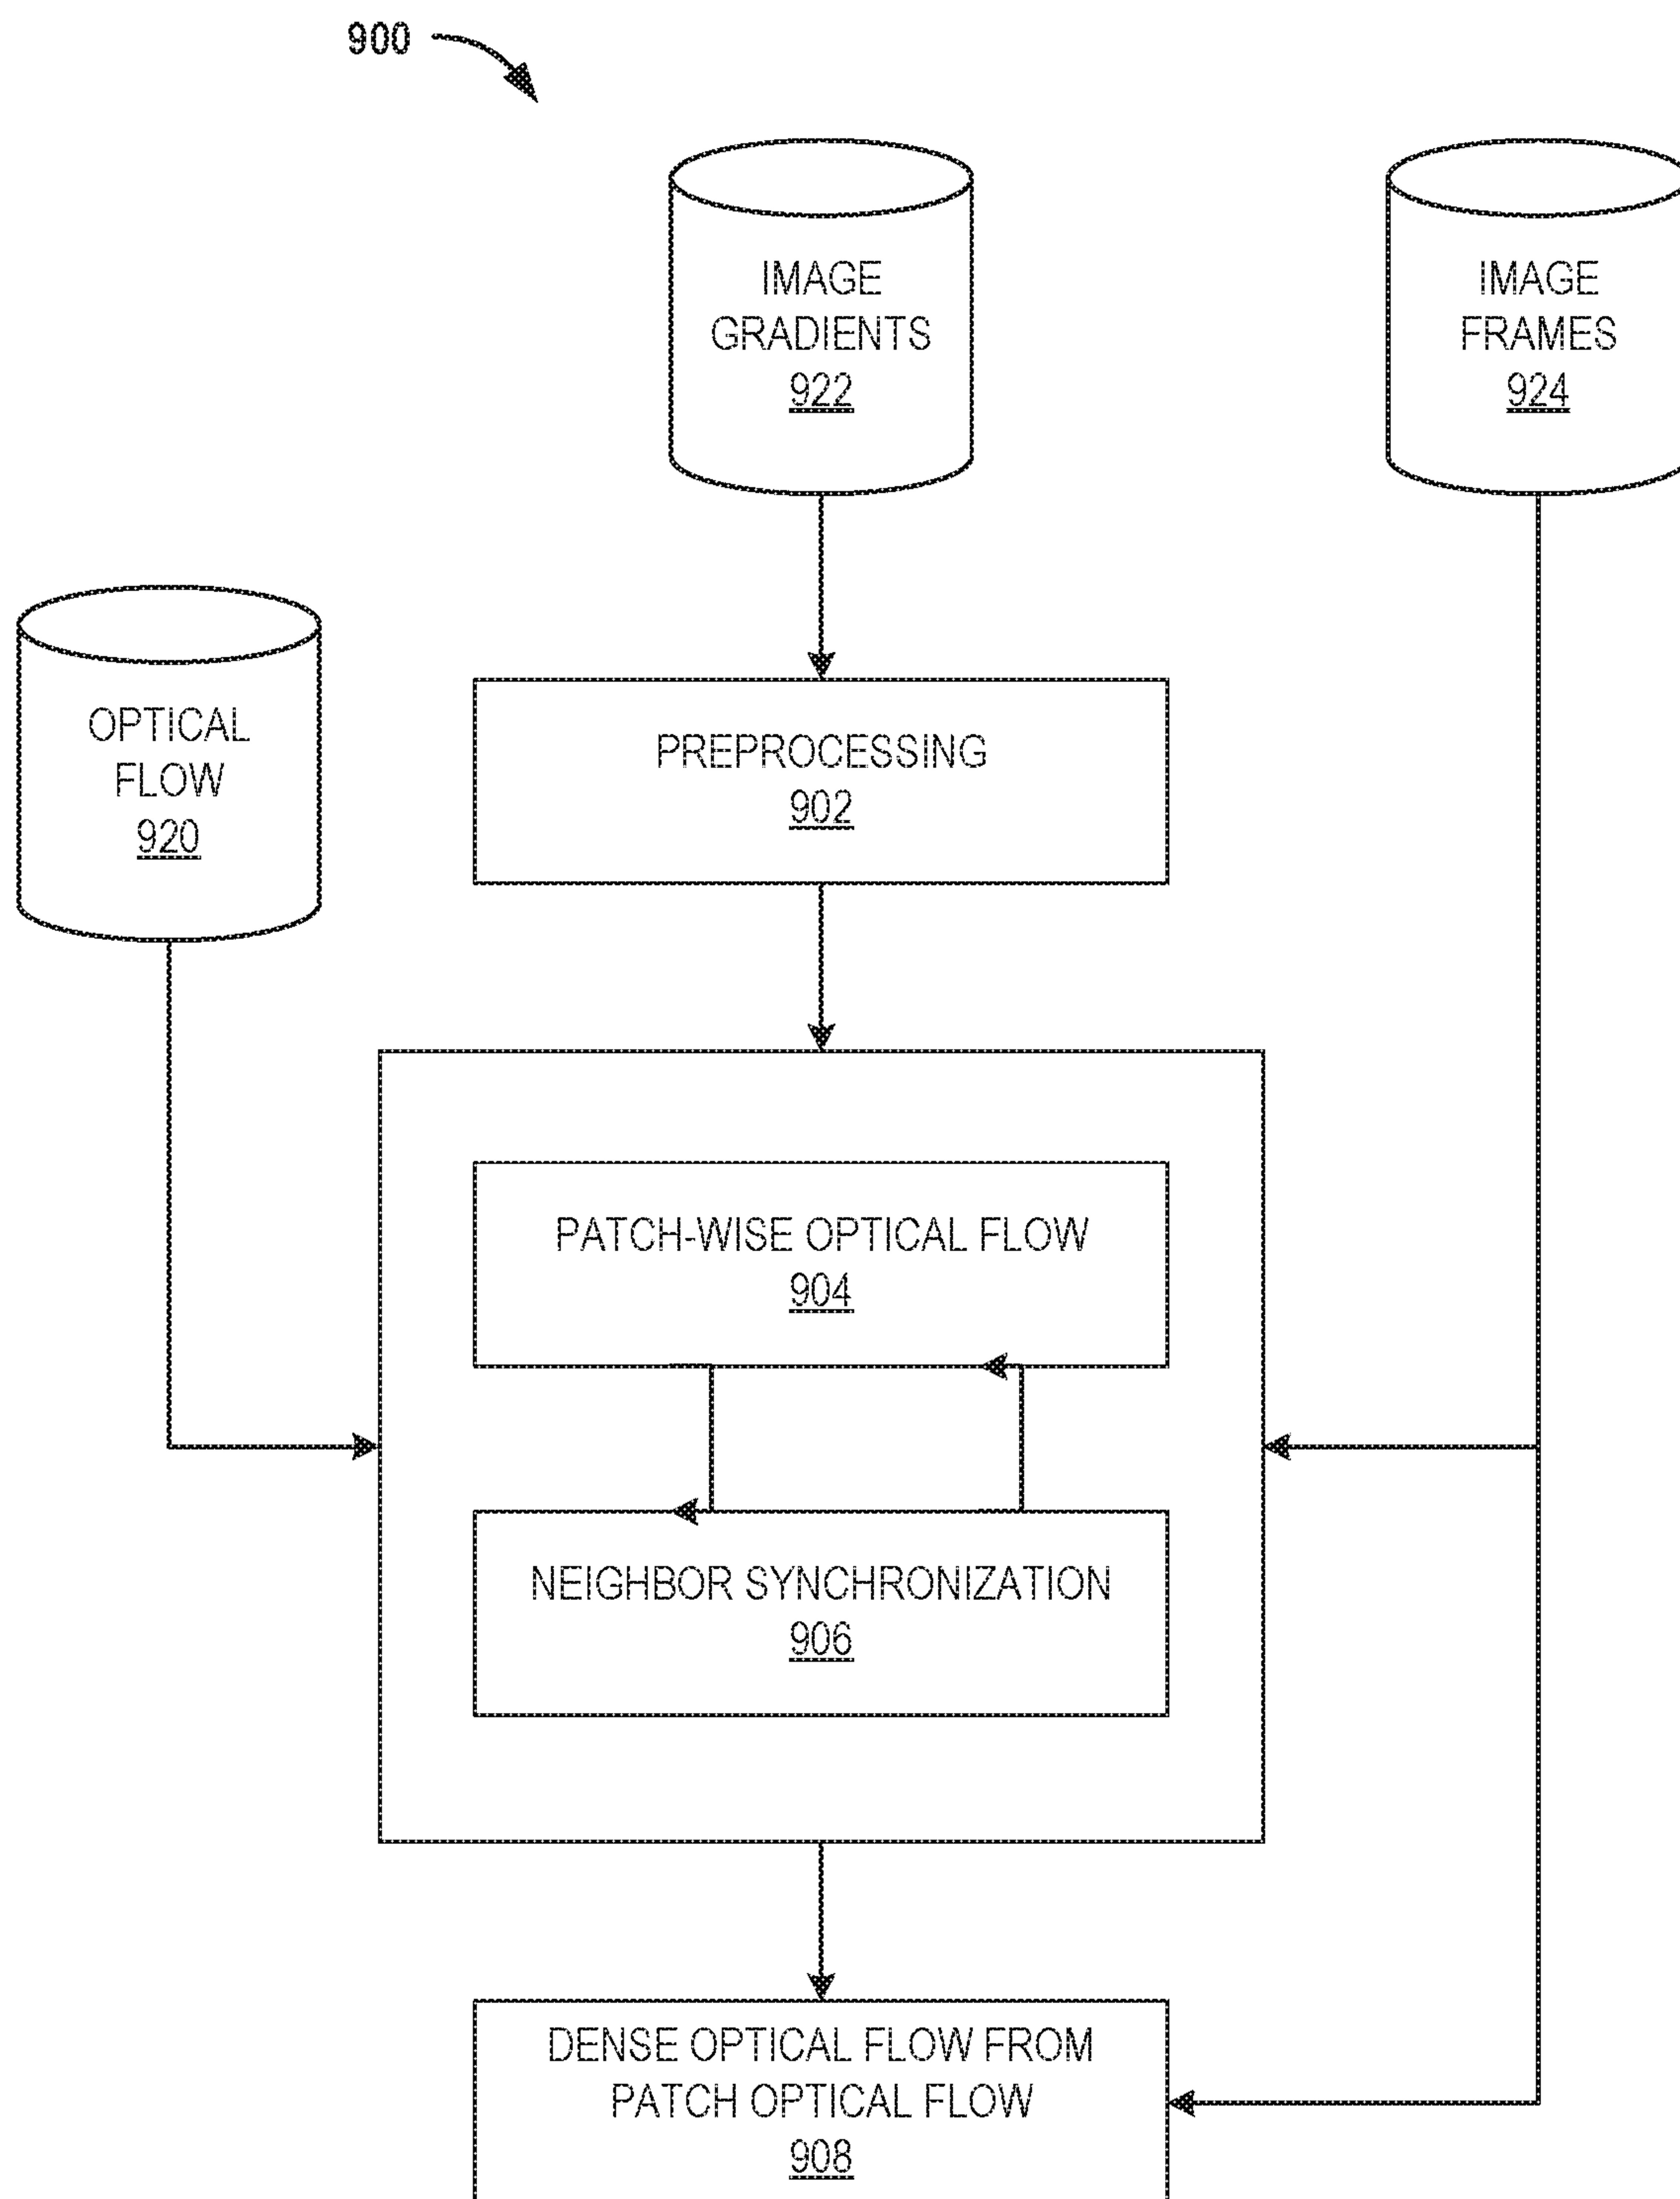 900
IMAGE
GRADIENTS
922
IMAGE
FRAMES
924
OPTICAL
FLOW
920
PREPROCESSING
902
PATCH-WISE OPTICAL FLOW
904
NEIGHBOR SYNCHRONIZATION
906
DENSE OPTICAL FLOW FROM
PATCH OPTICAL FLOW
908